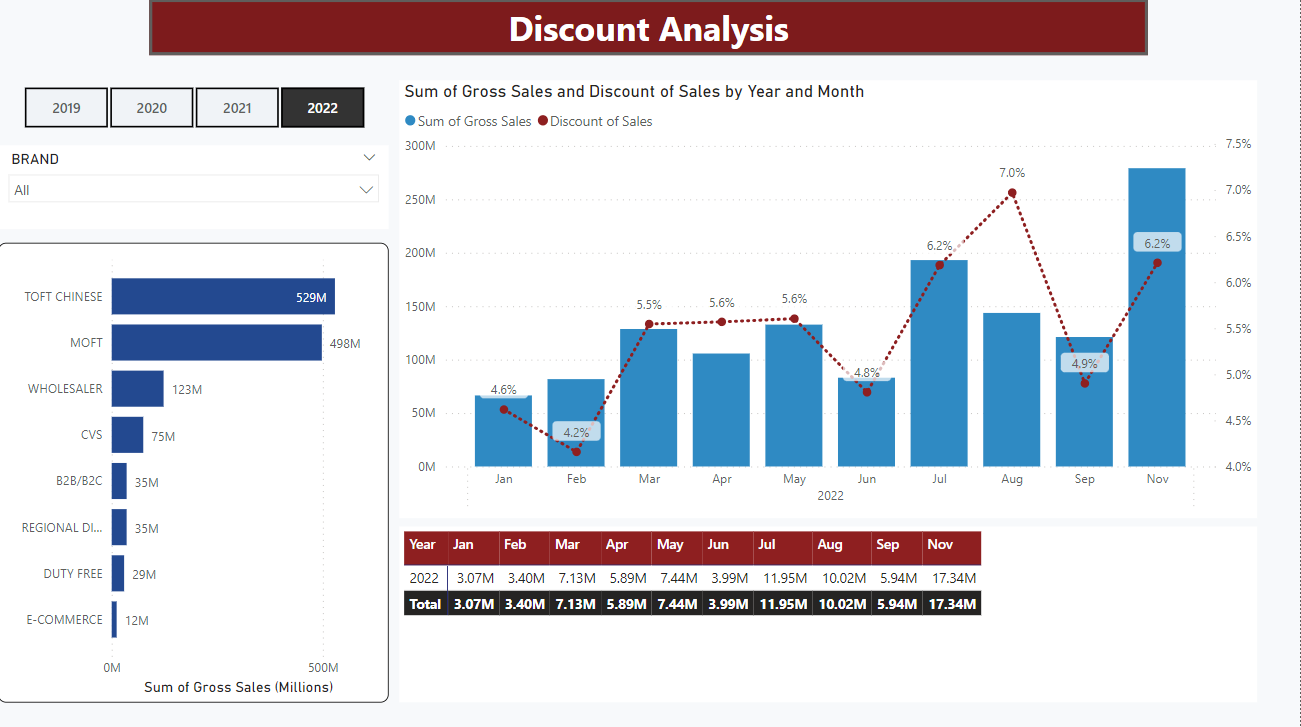 Discount Analysis
2019 2020 2021 2022
BRAND
All
TOFT CHINESE 529M
MOFT 498M
WHOLESALER 123M
CVS 75M
B2B/B2C 35M
REGIONAL DI... 35M
DUTY FREE 29M
E-COMMERCE 12M
0M 500M
Sum of Gross Sales (Millions)
Sum of Gross Sales and Discount of Sales by Year and Month
Sum of Gross Sales Discount of Sales
300M
250M
200M
150M
100M
50M
0M
4.6% 4.2% 5.5% 5.6% 5.6% 4.8% 6.2% 7.0% 4.9% 6.2%
7.5%
7.0%
6.5%
6.0%
5.5%
5.0%
4.5%
4.0%
Jan Feb Mar Apr May Jun Jul Aug Sep Nov
2022
Year Jan Feb Mar Apr May Jun Jul Aug Sep Nov
2022 3.07M 3.40M 7.13M 5.89M 7.44M 3.99M 11.95M 10.02M 5.94M 17.34M
Total 3.07M 3.40M 7.13M 5.89M 7.44M 3.99M 11.95M 10.02M 5.94M 17.34M